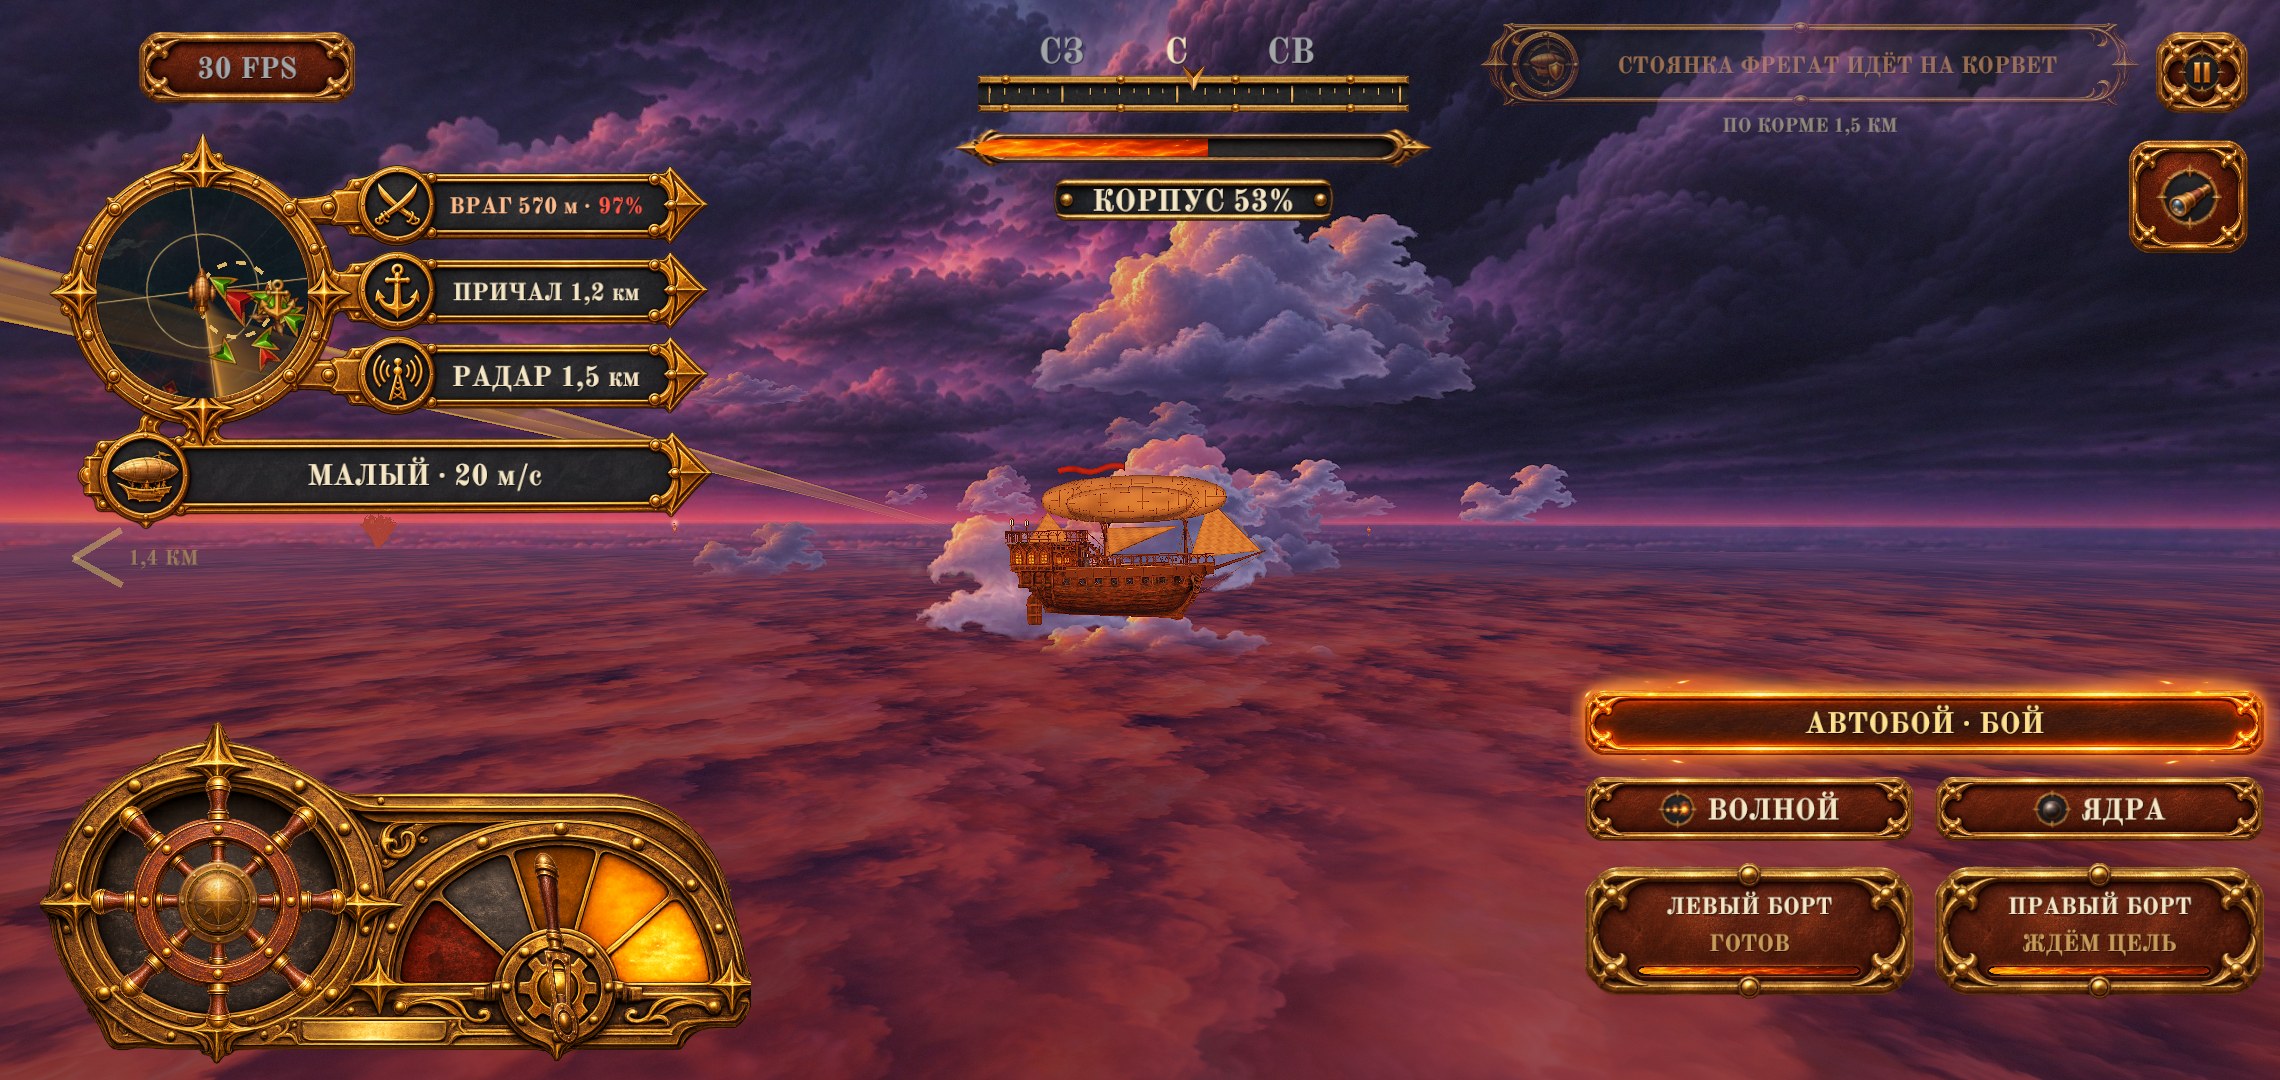 30 FPS
СЗ С СВ
СТОЯНКА ФРЕГАТ ИДЁТ НА КОРВЕТ
ПО КОРМЕ 1,5 КМ
КОРПУС 53%
ВРАГ 570 м · 97%
ПРИЧАЛ 1,2 км
РАДАР 1,5 км
МАЛЫЙ · 20 м/с
1,4 КМ
АВТОБОЙ · БОЙ
ВОЛНОЙ
ЯДРА
ЛЕВЫЙ БОРТ
ГОТОВ
ПРАВЫЙ БОРТ
ЖДЁМ ЦЕЛЬ